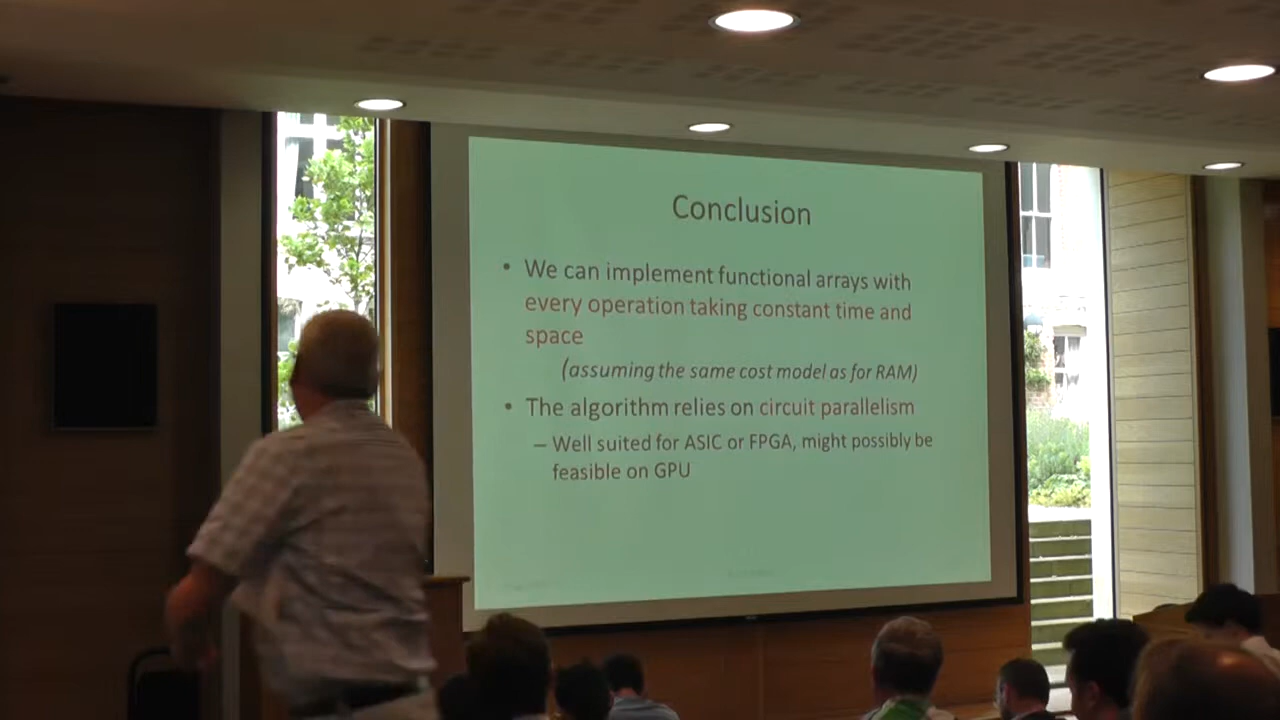 Conclusion
• We can implement functional arrays with
every operation taking constant time and
space
(assuming the same cost model as for RAM)
• The algorithm relies on circuit parallelism
– Well suited for ASIC or FPGA, might possibly be
feasible on GPU